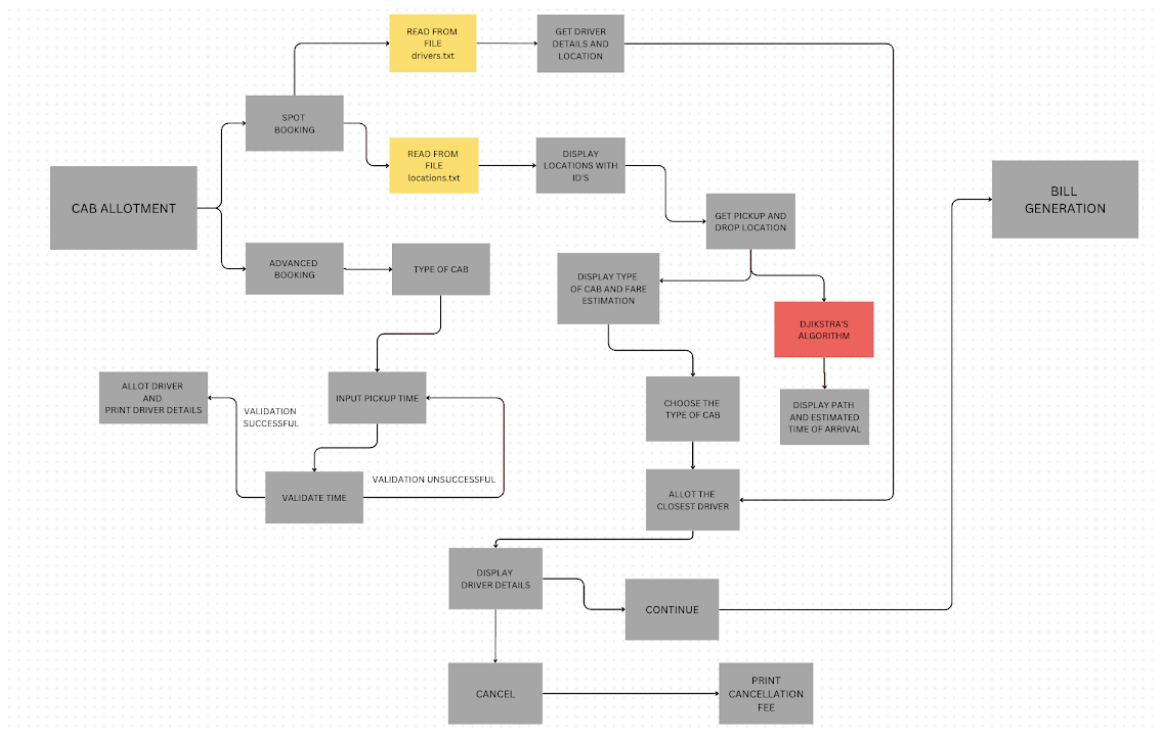 READ FROM
FILE
drivers.txt
GET DRIVER
DETAILS AND
LOCATION
SPOT
BOOKING
READ FROM
FILE
locations.txt
DISPLAY
LOCATIONS WITH
ID'S
CAB ALLOTMENT
BILL
GENERATION
GET PICKUP AND
DROP LOCATION
ADVANCED
BOOKING
TYPE OF CAB
DISPLAY TYPE
OF CAB AND FARE
ESTIMATION
DJIKSTRA'S
ALGORITHM
ALLOT DRIVER
AND
PRINT DRIVER DETAILS
VALIDATION
SUCCESSFUL
INPUT PICKUP TIME
CHOOSE THE
TYPE OF CAB
DISPLAY PATH
AND ESTIMATED
TIME OF ARRIVAL
VALIDATION UNSUCCESSFUL
VALIDATE TIME
ALLOT THE
CLOSEST DRIVER
DISPLAY
DRIVER DETAILS
CONTINUE
CANCEL
PRINT
CANCELLATION
FEE